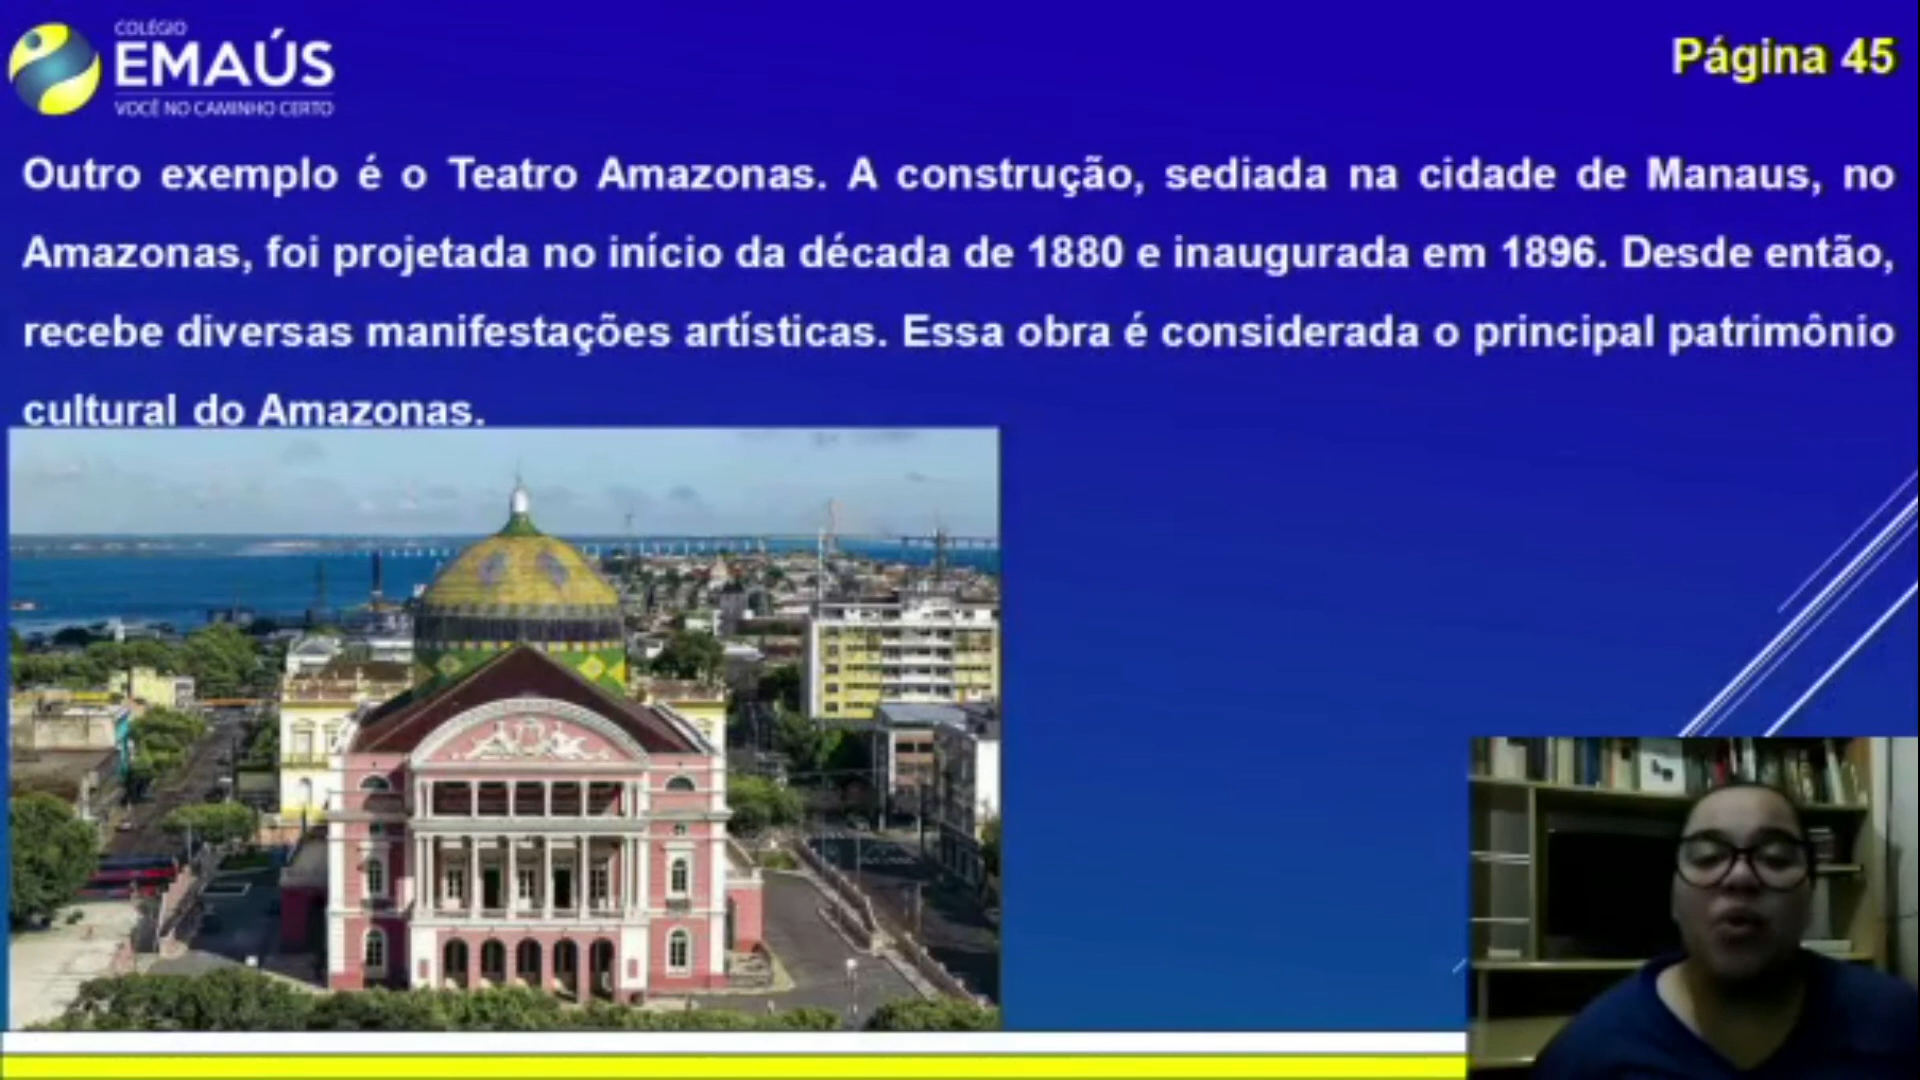 COLÉGIO
EMAÚS
VOCÊ NO CAMINHO CERTO
Página 45
Outro exemplo é o Teatro Amazonas. A construção, sediada na cidade de Manaus, no
Amazonas, foi projetada no início da década de 1880 e inaugurada em 1896. Desde então,
recebe diversas manifestações artísticas. Essa obra é considerada o principal patrimônio
cultural do Amazonas.